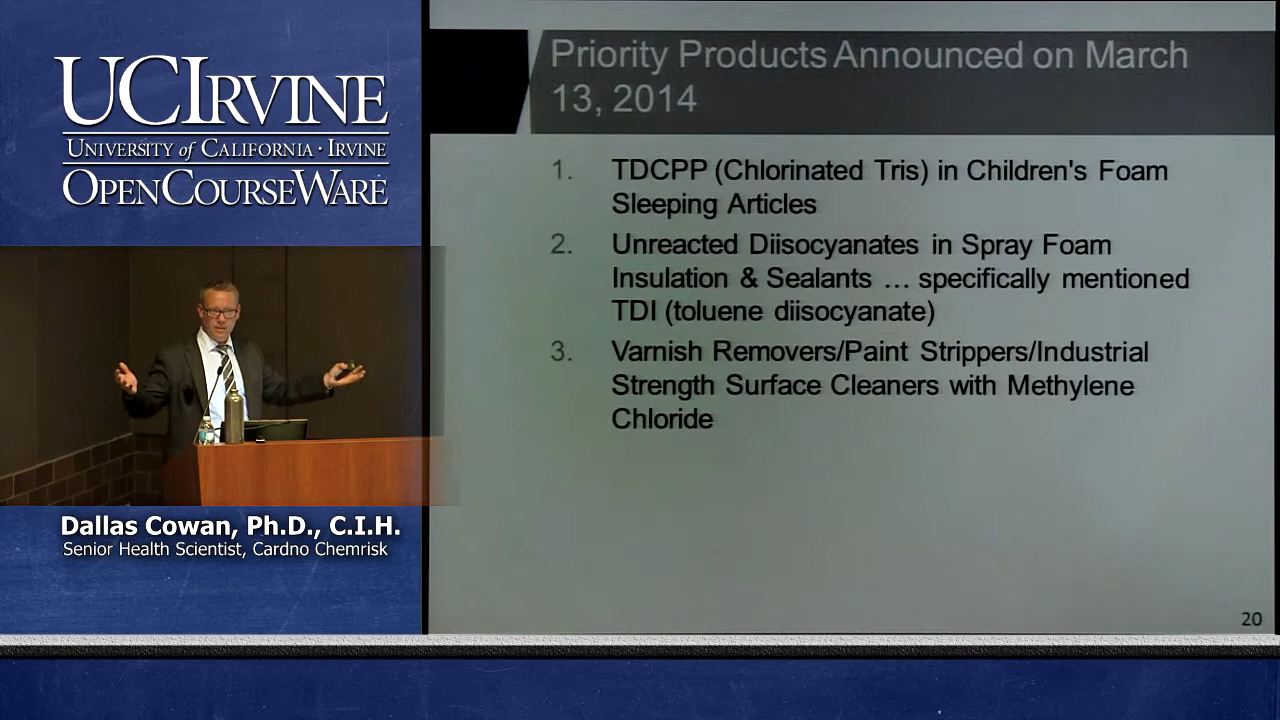 UCIRVINE
UNIVERSITY of CALIFORNIA · IRVINE
OPENCOURSEWARE
Dallas Cowan, Ph.D., C.I.H.
Senior Health Scientist, Cardno Chemrisk
Priority Products Announced on March
13, 2014
1. TDCPP (Chlorinated Tris) in Children's Foam
Sleeping Articles
2. Unreacted Diisocyanates in Spray Foam
Insulation & Sealants … specifically mentioned
TDI (toluene diisocyanate)
3. Varnish Removers/Paint Strippers/Industrial
Strength Surface Cleaners with Methylene
Chloride
20